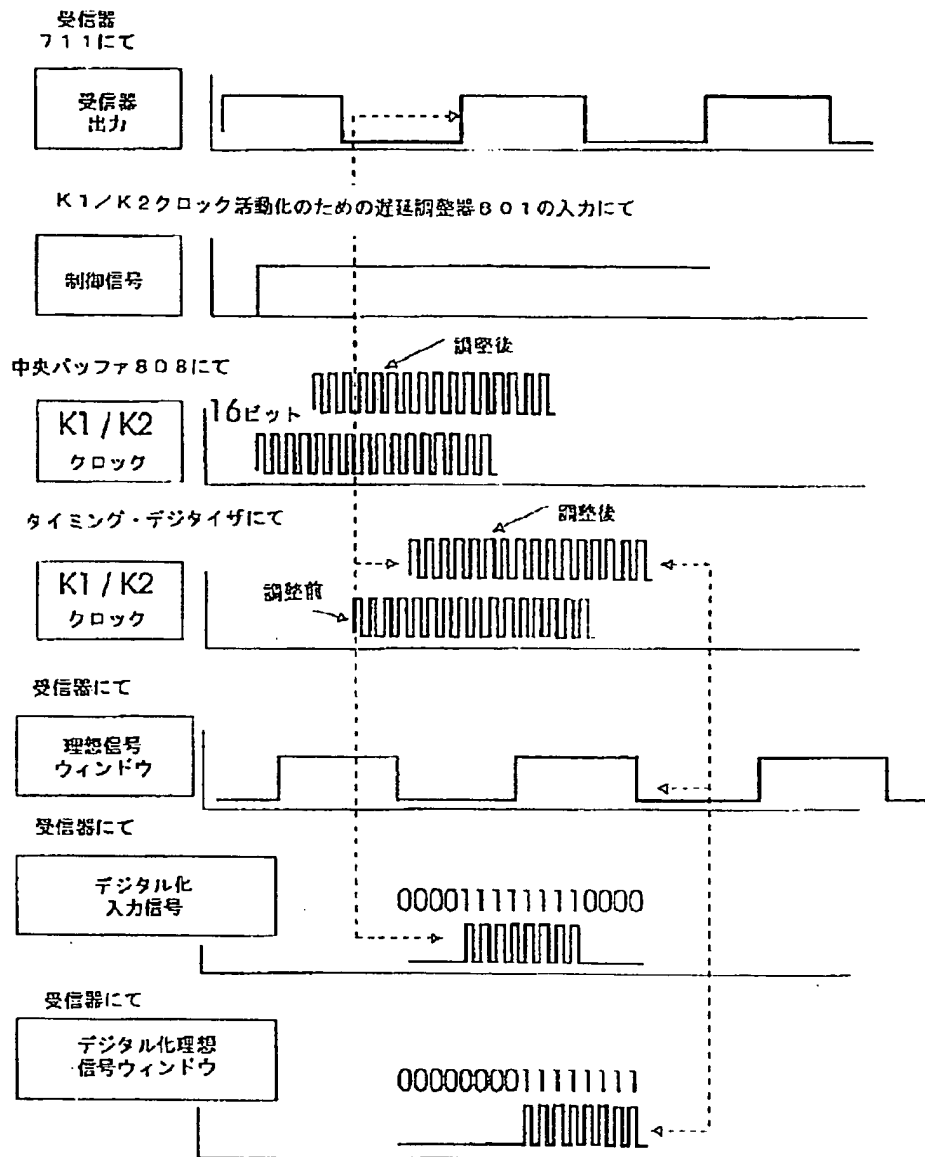 受信器
７１１にて
受信器
出力
Ｋ１／Ｋ２クロック活動化のための遅延調整器８０１の入力にて
制御信号
中央バッファ８０８にて
調整後
16ビット
K1 / K2
クロック
タイミング・デジタイザにて
調整後
K1 / K2
クロック
調整前
受信器にて
理想信号
ウィンドウ
受信器にて
デジタル化
入力信号
0000111111110000
受信器にて
デジタル化理想
信号ウィンドウ
0000000011111111